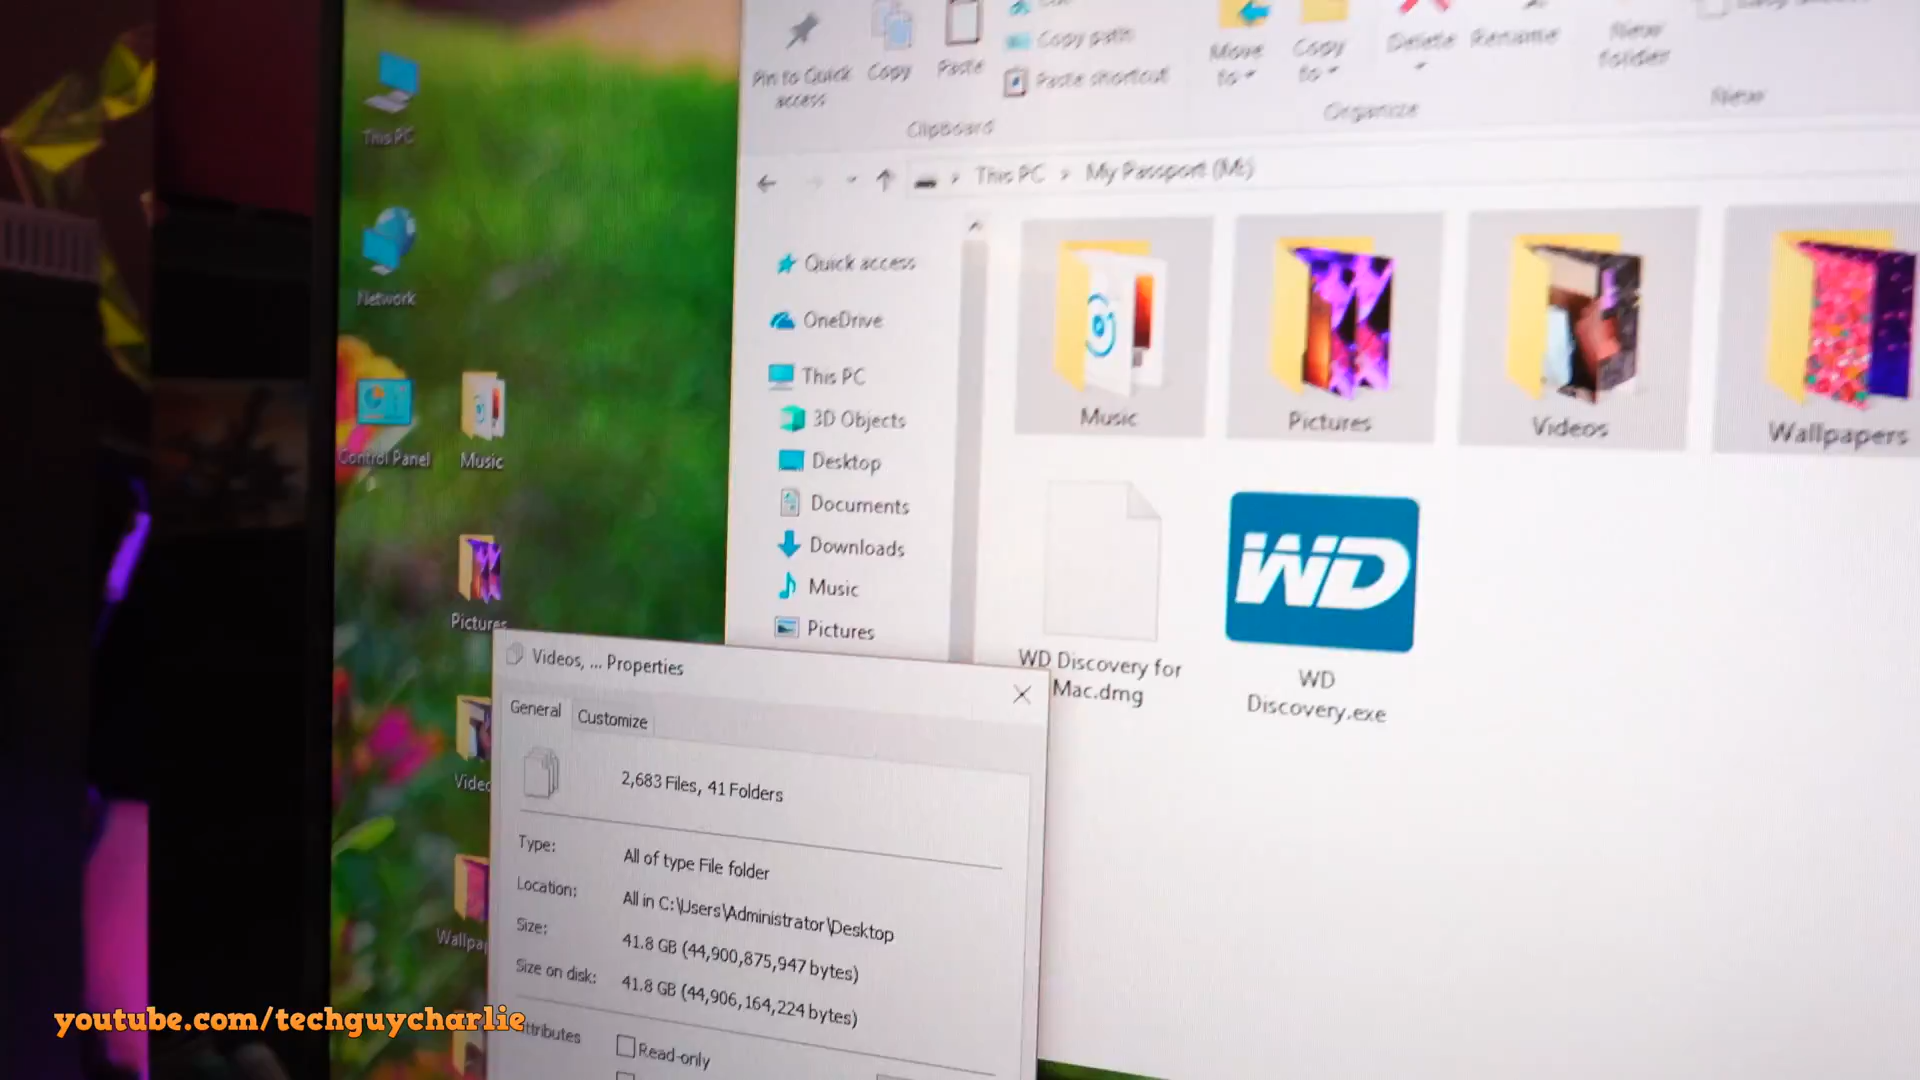 Pin to Quick
access
Copy
Paste
Copy path
Paste shortcut
Clipboard
Move
to
Copy
to
Delete
Rename
Organize
New
folder
New
This PC > My Passport (M:)
Quick access
OneDrive
This PC
3D Objects
Desktop
Documents
Downloads
Music
Pictures
Music
Pictures
Videos
Wallpapers
WD Discovery for
Mac.dmg
WD
WD
Discovery.exe
This PC
Network
Control Panel
Music
Pictures
Videos, ... Properties
General
Customize
2,683 Files, 41 Folders
Type:
All of type File folder
Location:
All in C:\Users\Administrator\Desktop
Size:
41.8 GB (44,900,875,947 bytes)
Size on disk:
41.8 GB (44,906,164,224 bytes)
Read-only
youtube.com/techguycharlie